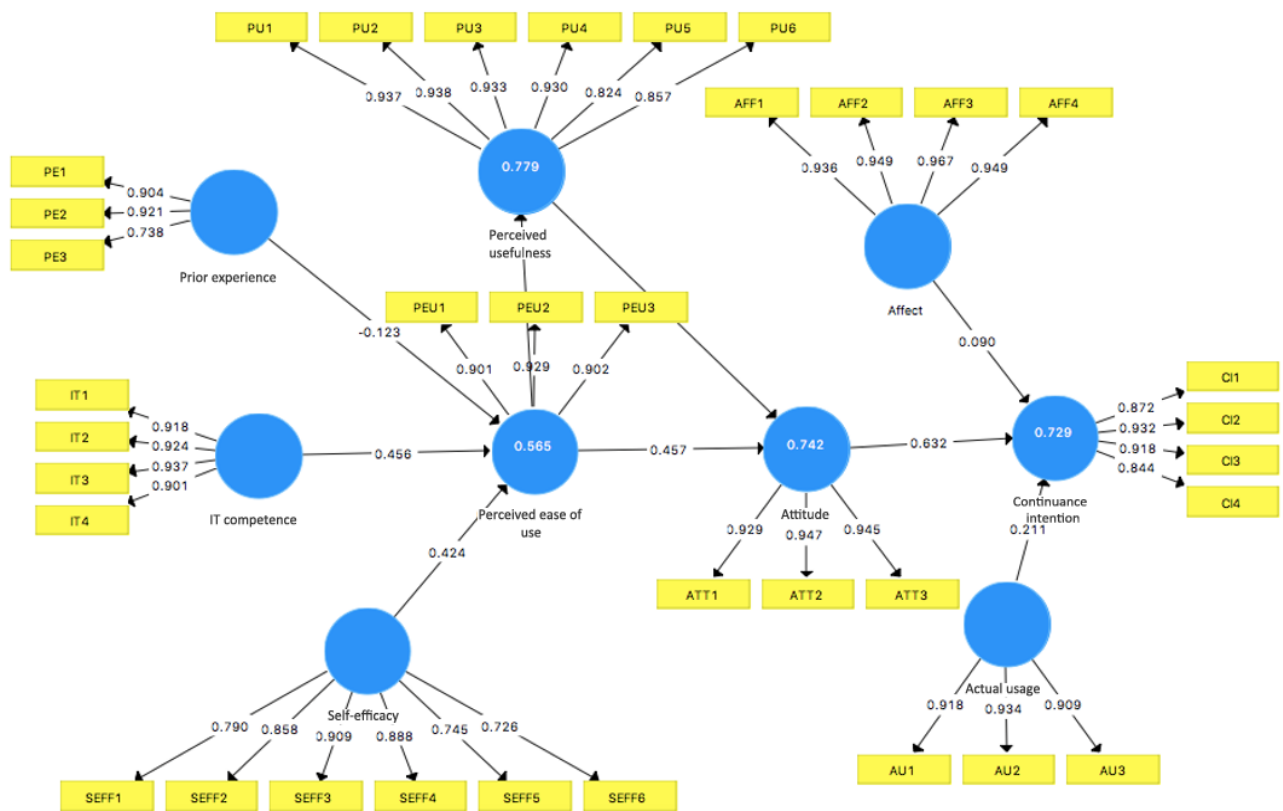 PU1 PU2 PU3 PU4 PU5 PU6
0.937 0.938 0.933 0.930 0.824 0.857
0.779
Perceived
usefulness
AFF1 AFF2 AFF3 AFF4
0.936 0.949 0.967 0.949
Affect
PE1
PE2
PE3
0.904
0.921
0.738
Prior experience
-0.123
PEU1 PEU2 PEU3
0.901 0.929 0.902
0.090
IT1
IT2
IT3
IT4
0.918
0.924
0.937
0.901
IT competence
0.456
0.565
Perceived ease of
use
0.457
0.742
Attitude
0.632
0.729
Continuance
intention
0.872
0.932
0.918
0.844
CI1
CI2
CI3
CI4
0.929 0.947 0.945
ATT1 ATT2 ATT3
0.424
0.211
Self-efficacy
0.790 0.858 0.909 0.888 0.745 0.726
SEFF1 SEFF2 SEFF3 SEFF4 SEFF5 SEFF6
Actual usage
0.918 0.934 0.909
AU1 AU2 AU3